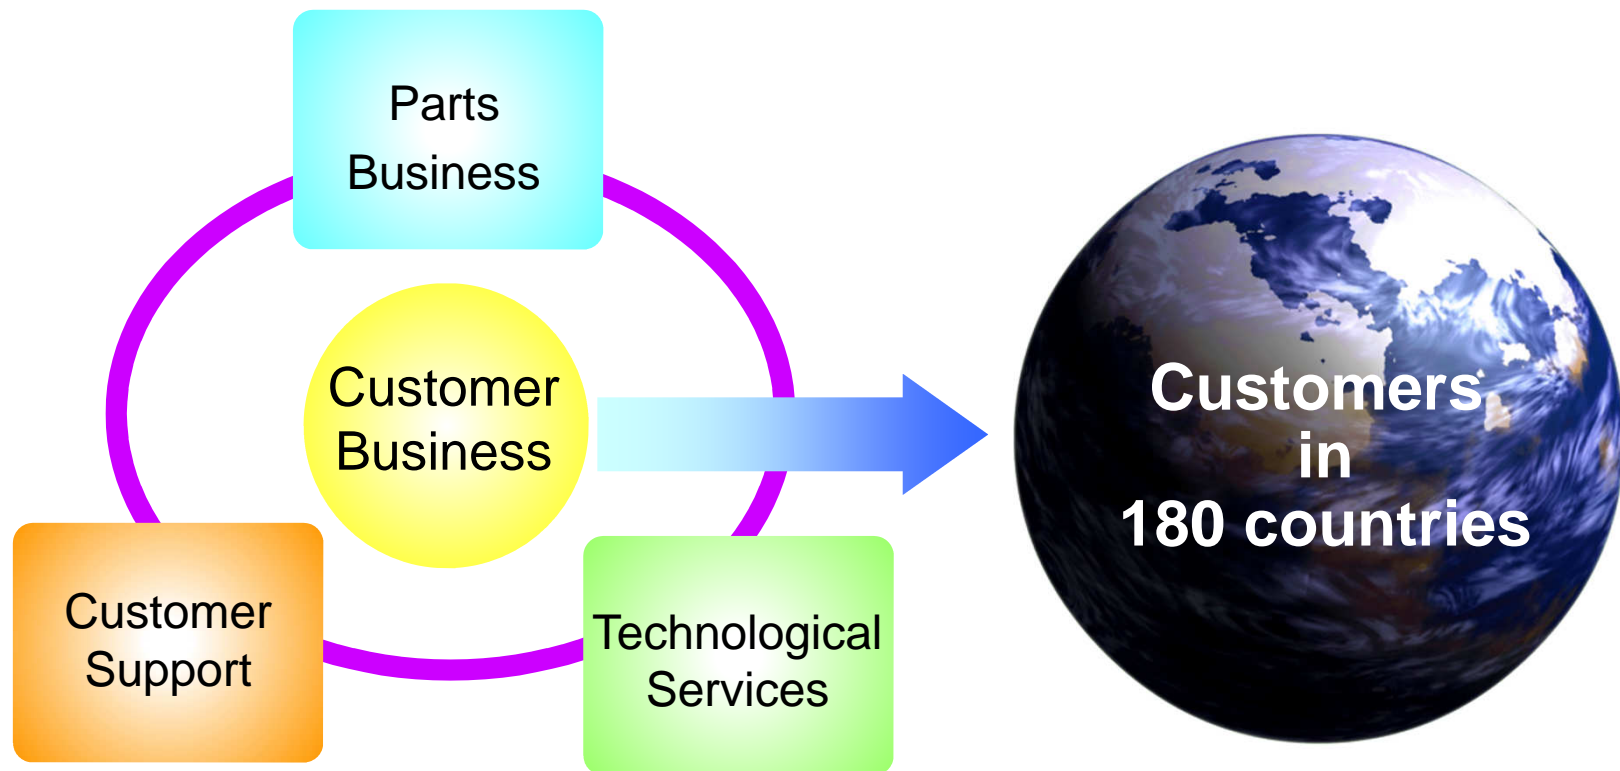 Parts
Business
Customer
Business
Customer
Support
Technological
Services
Customers
in
180 countries